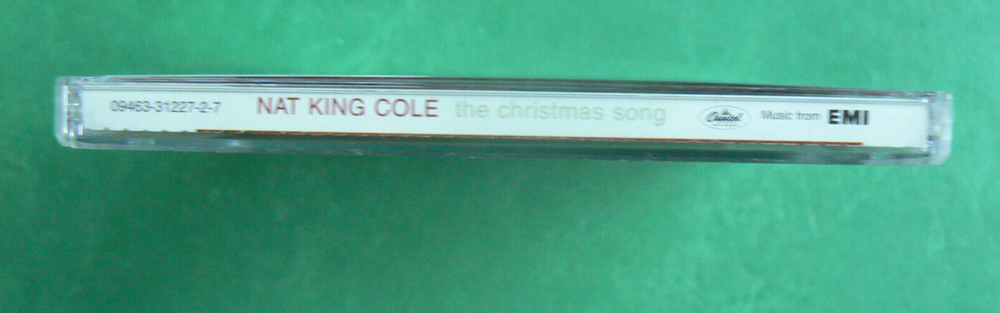 09463-31227-2-7 NAT KING COLE the christmas song Capitol Music from EMI